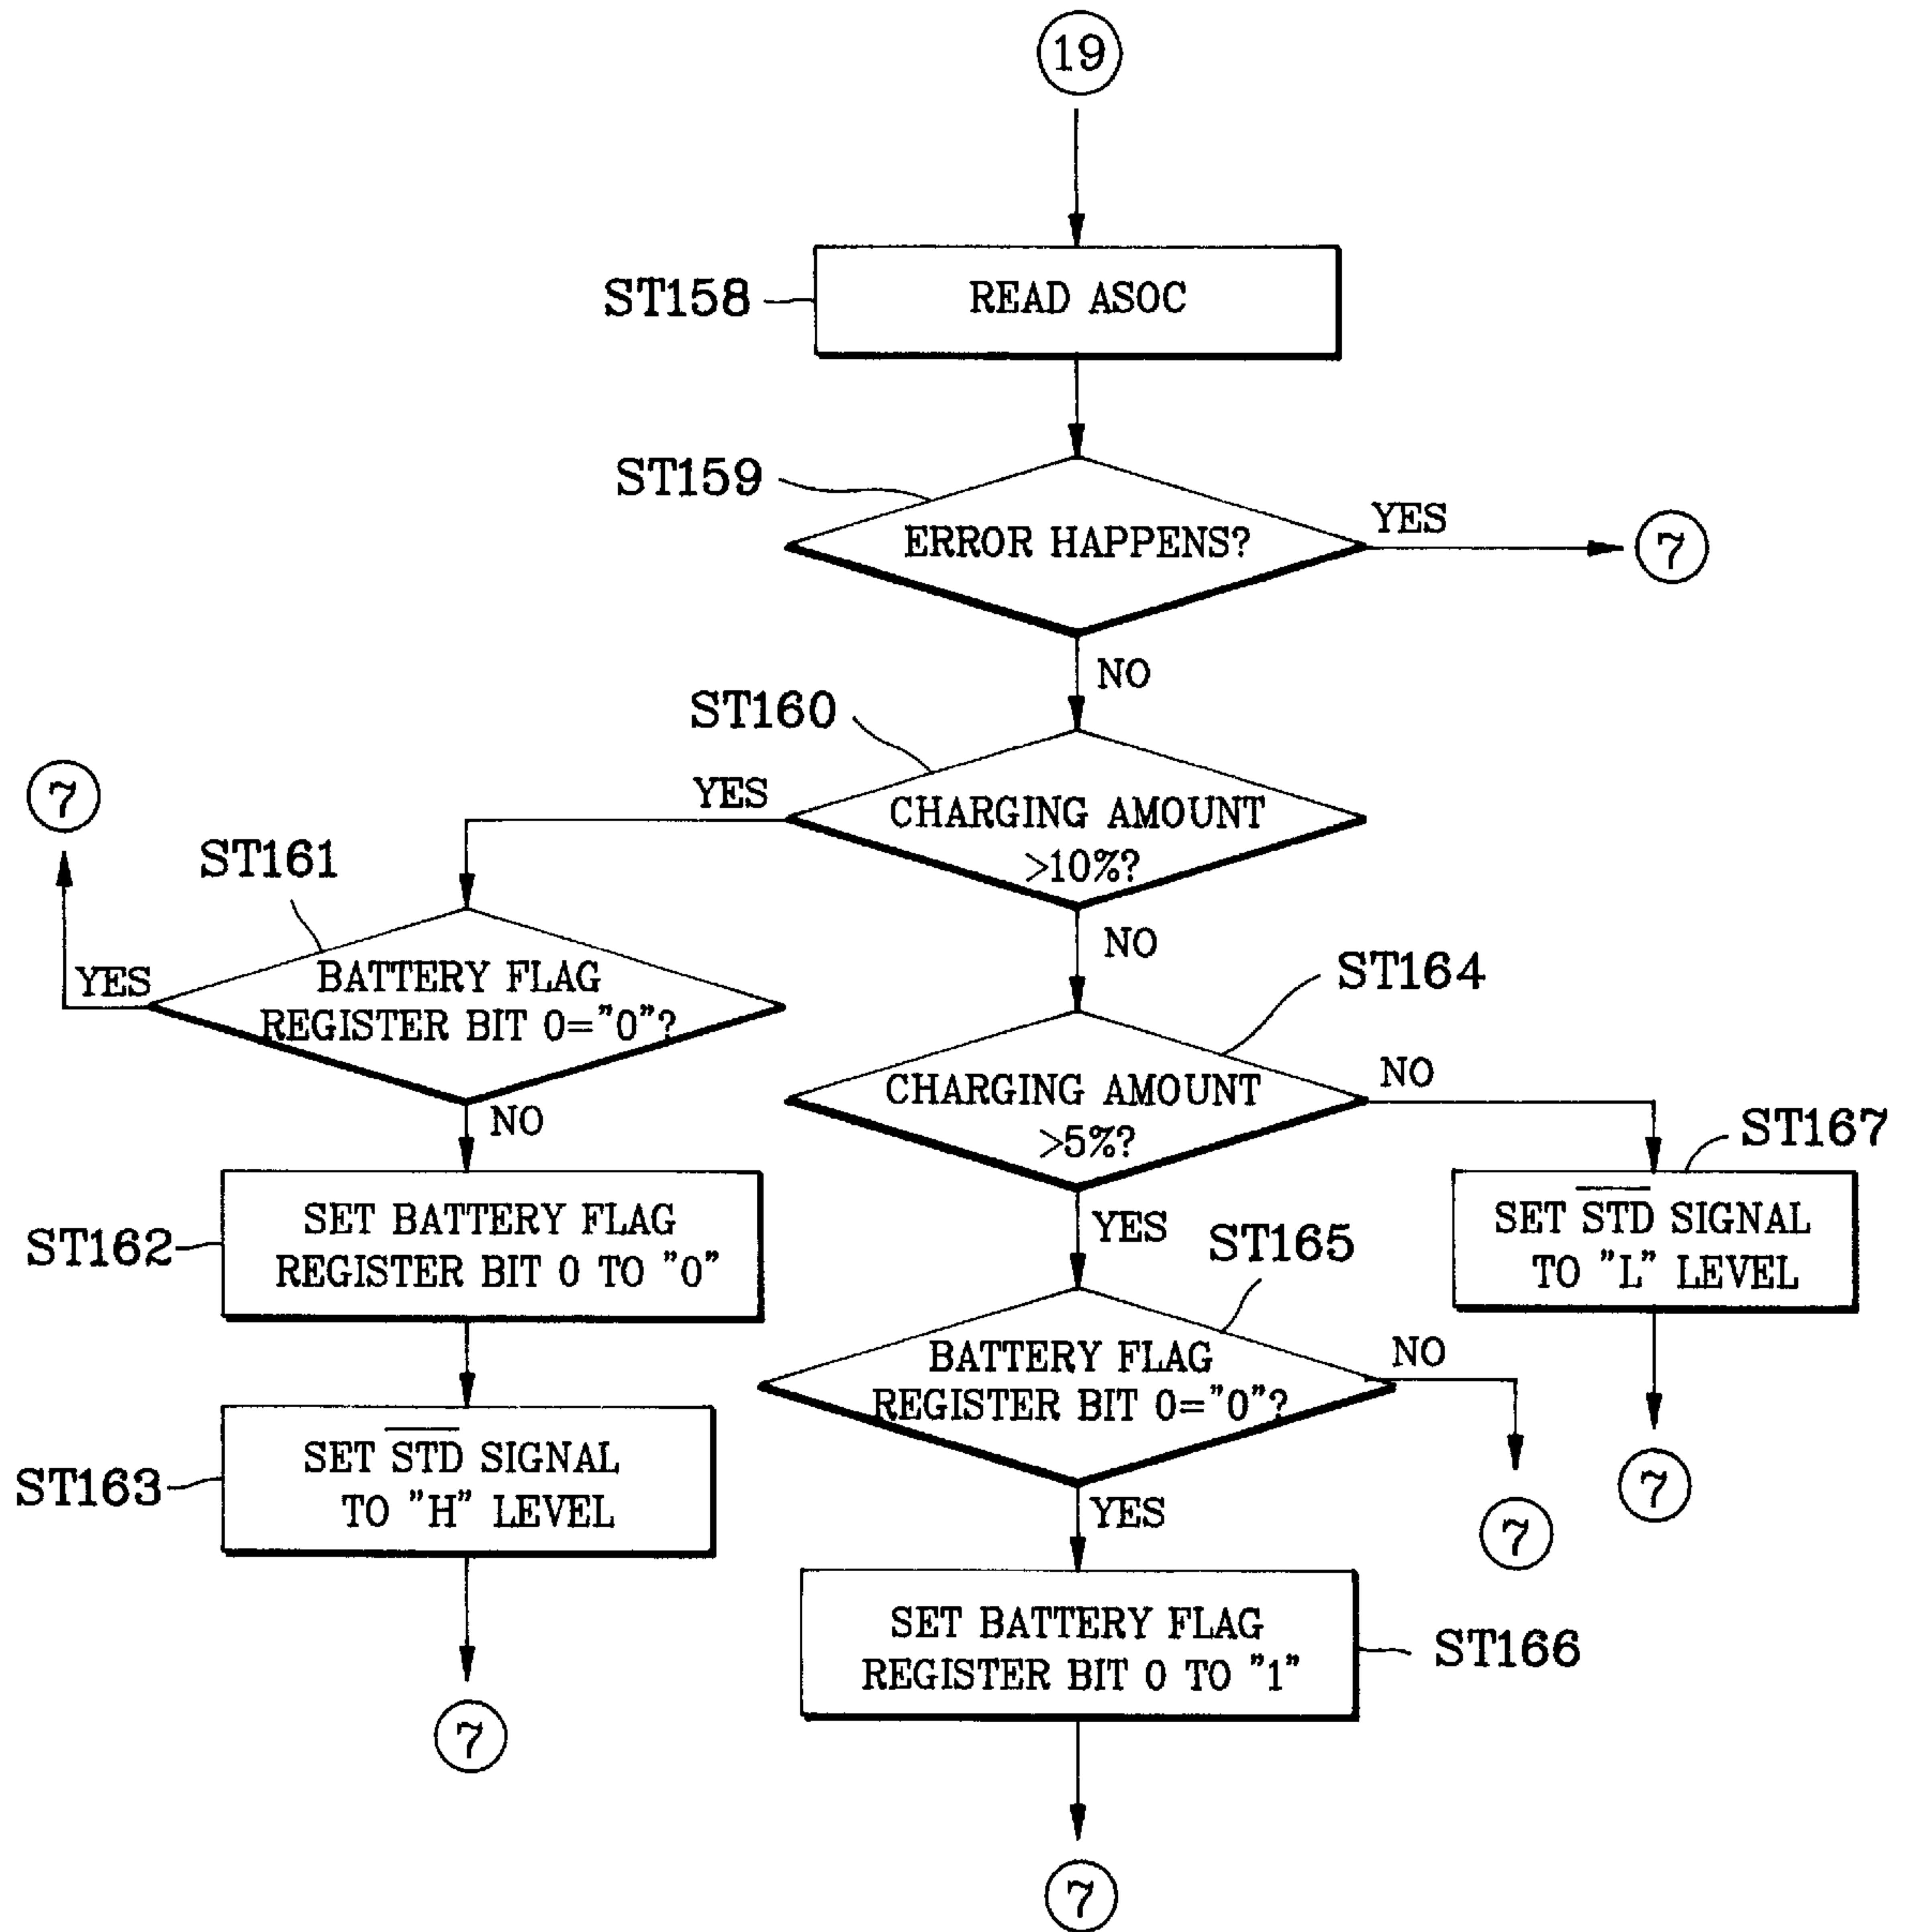 19
ST158
READ ASOC
ST159
ERROR HAPPENS?
YES
7
NO
ST160
CHARGING AMOUNT
>10%?
YES
7
NO
ST161
BATTERY FLAG
REGISTER BIT 0="0"?
YES
NO
ST162
SET BATTERY FLAG
REGISTER BIT 0 TO "0"
ST163
SET S̅T̅D̅ SIGNAL
TO "H" LEVEL
7
ST164
CHARGING AMOUNT
>5%?
NO
YES
ST167
SET S̅T̅D̅ SIGNAL
TO "L" LEVEL
7
ST165
BATTERY FLAG
REGISTER BIT 0="0"?
NO
7
YES
ST166
SET BATTERY FLAG
REGISTER BIT 0 TO "1"
7